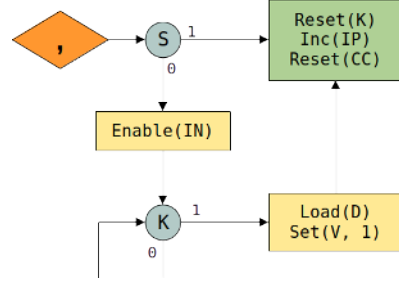 ,
S
1
0
Reset(K)
Inc(IP)
Reset(CC)
Enable(IN)
K
1
0
Load(D)
Set(V, 1)